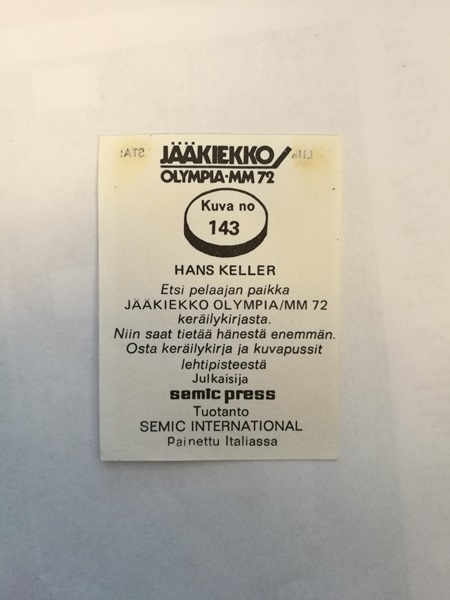 JÄÄKIEKKO
OLYMPIA-MM 72
Kuva no
143
HANS KELLER
Etsi pelaajan paikka
JÄÄKIEKKO OLYMPIA/MM 72
keräilykirjasta.
Niin saat tietää hänestä enemmän.
Osta keräilykirja ja kuvapussit
lehtipisteestä
Julkaisija
semic press
Tuotanto
SEMIC INTERNATIONAL
Painettu Italiassa